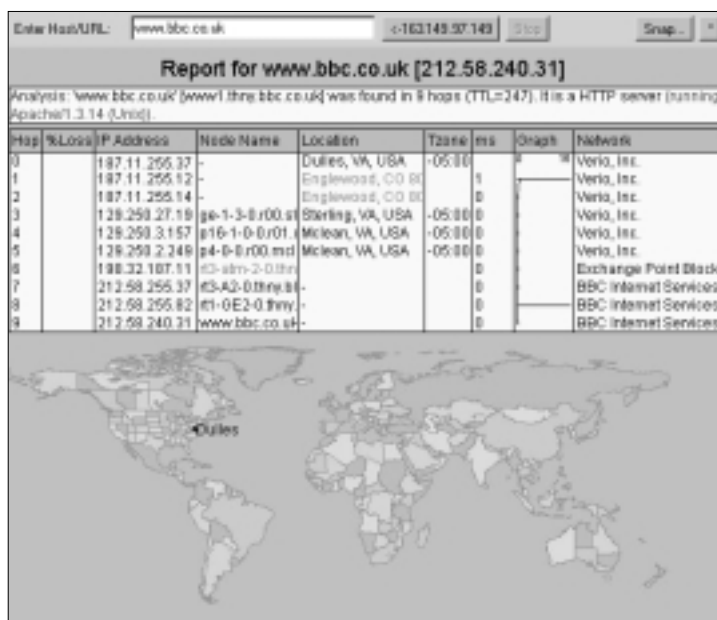 Enter Host/URL: www.bbc.co.uk <-163.149.97.149 Stop Snap...
Report for www.bbc.co.uk [212.58.240.31]
Analysis: 'www.bbc.co.uk' [www1.thny.bbc.co.uk] was found in 9 hops (TTL=247). It is a HTTP server (running
Apache/1.3.14 (Unix)).
Hop %Loss IP Address Node Name Location Tzone ms Graph Network
0 187.11.255.37 - Dulles, VA, USA -05:00 0 Verio, Inc.
1 187.11.255.12 - Englewood, CO 80 1 Verio, Inc.
2 187.11.255.14 - Englewood, CO 80 0 Verio, Inc.
3 129.250.27.19 ge-1-3-0.r00.st Sterling, VA, USA -05:00 0 Verio, Inc.
4 129.250.3.157 p16-1-0-0.r01. Mclean, VA, USA -05:00 0 Verio, Inc.
5 129.250.2.249 p4-0-0.r00.mcl Mclean, VA, USA -05:00 0 Verio, Inc.
6 198.32.187.11 rt3-atm-2-0.thn - 0 Exchange Point Block
7 212.58.255.37 rt3-A2-0.thny.b - 0 BBC Internet Services
8 212.58.255.82 rt1-GE2-0.thny. - 0 BBC Internet Services
9 212.58.240.31 www.bbc.co.uk - 0 BBC Internet Services
Dulles